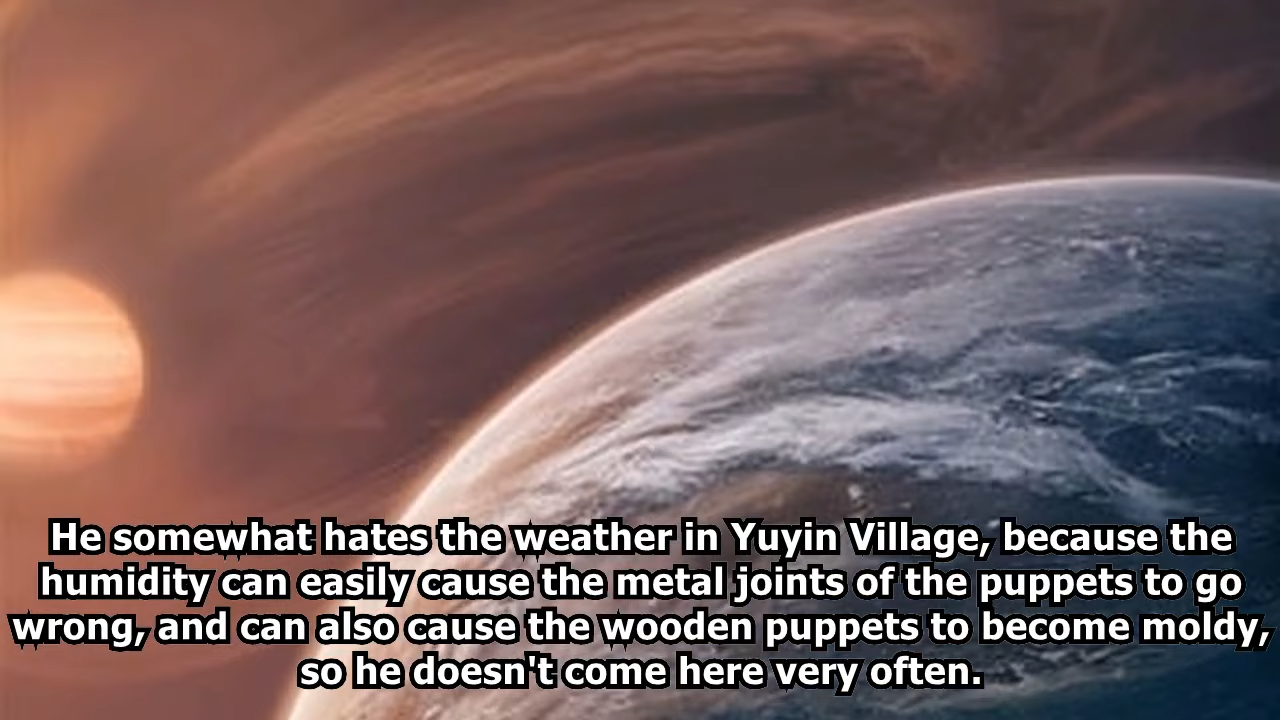 He somewhat hates the weather in Yuyin Village, because the
humidity can easily cause the metal joints of the puppets to go
wrong, and can also cause the wooden puppets to become moldy,
so he doesn't come here very often.